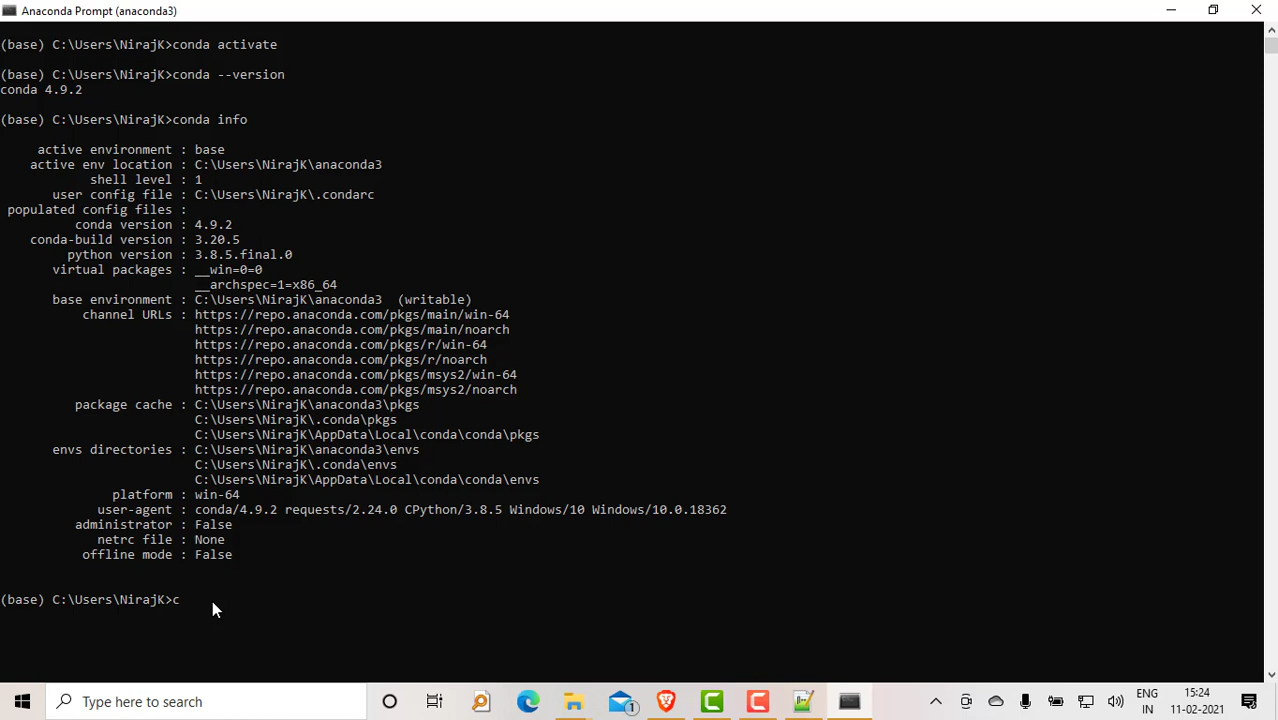 Anaconda Prompt (anaconda3)
(base) C:\Users\NirajK>conda activate
(base) C:\Users\NirajK>conda --version
conda 4.9.2
(base) C:\Users\NirajK>conda info
active environment : base
active env location : C:\Users\NirajK\anaconda3
shell level : 1
user config file : C:\Users\NirajK\.condarc
populated config files :
conda version : 4.9.2
conda-build version : 3.20.5
python version : 3.8.5.final.0
virtual packages : __win=0=0
__archspec=1=x86_64
base environment : C:\Users\NirajK\anaconda3  (writable)
channel URLs : https://repo.anaconda.com/pkgs/main/win-64
https://repo.anaconda.com/pkgs/main/noarch
https://repo.anaconda.com/pkgs/r/win-64
https://repo.anaconda.com/pkgs/r/noarch
https://repo.anaconda.com/pkgs/msys2/win-64
https://repo.anaconda.com/pkgs/msys2/noarch
package cache : C:\Users\NirajK\anaconda3\pkgs
C:\Users\NirajK\.conda\pkgs
C:\Users\NirajK\AppData\Local\conda\conda\pkgs
envs directories : C:\Users\NirajK\anaconda3\envs
C:\Users\NirajK\.conda\envs
C:\Users\NirajK\AppData\Local\conda\conda\envs
platform : win-64
user-agent : conda/4.9.2 requests/2.24.0 CPython/3.8.5 Windows/10 Windows/10.0.18362
administrator : False
netrc file : None
offline mode : False
(base) C:\Users\NirajK>c
Type here to search
1
ENG
IN
15:24
11-02-2021